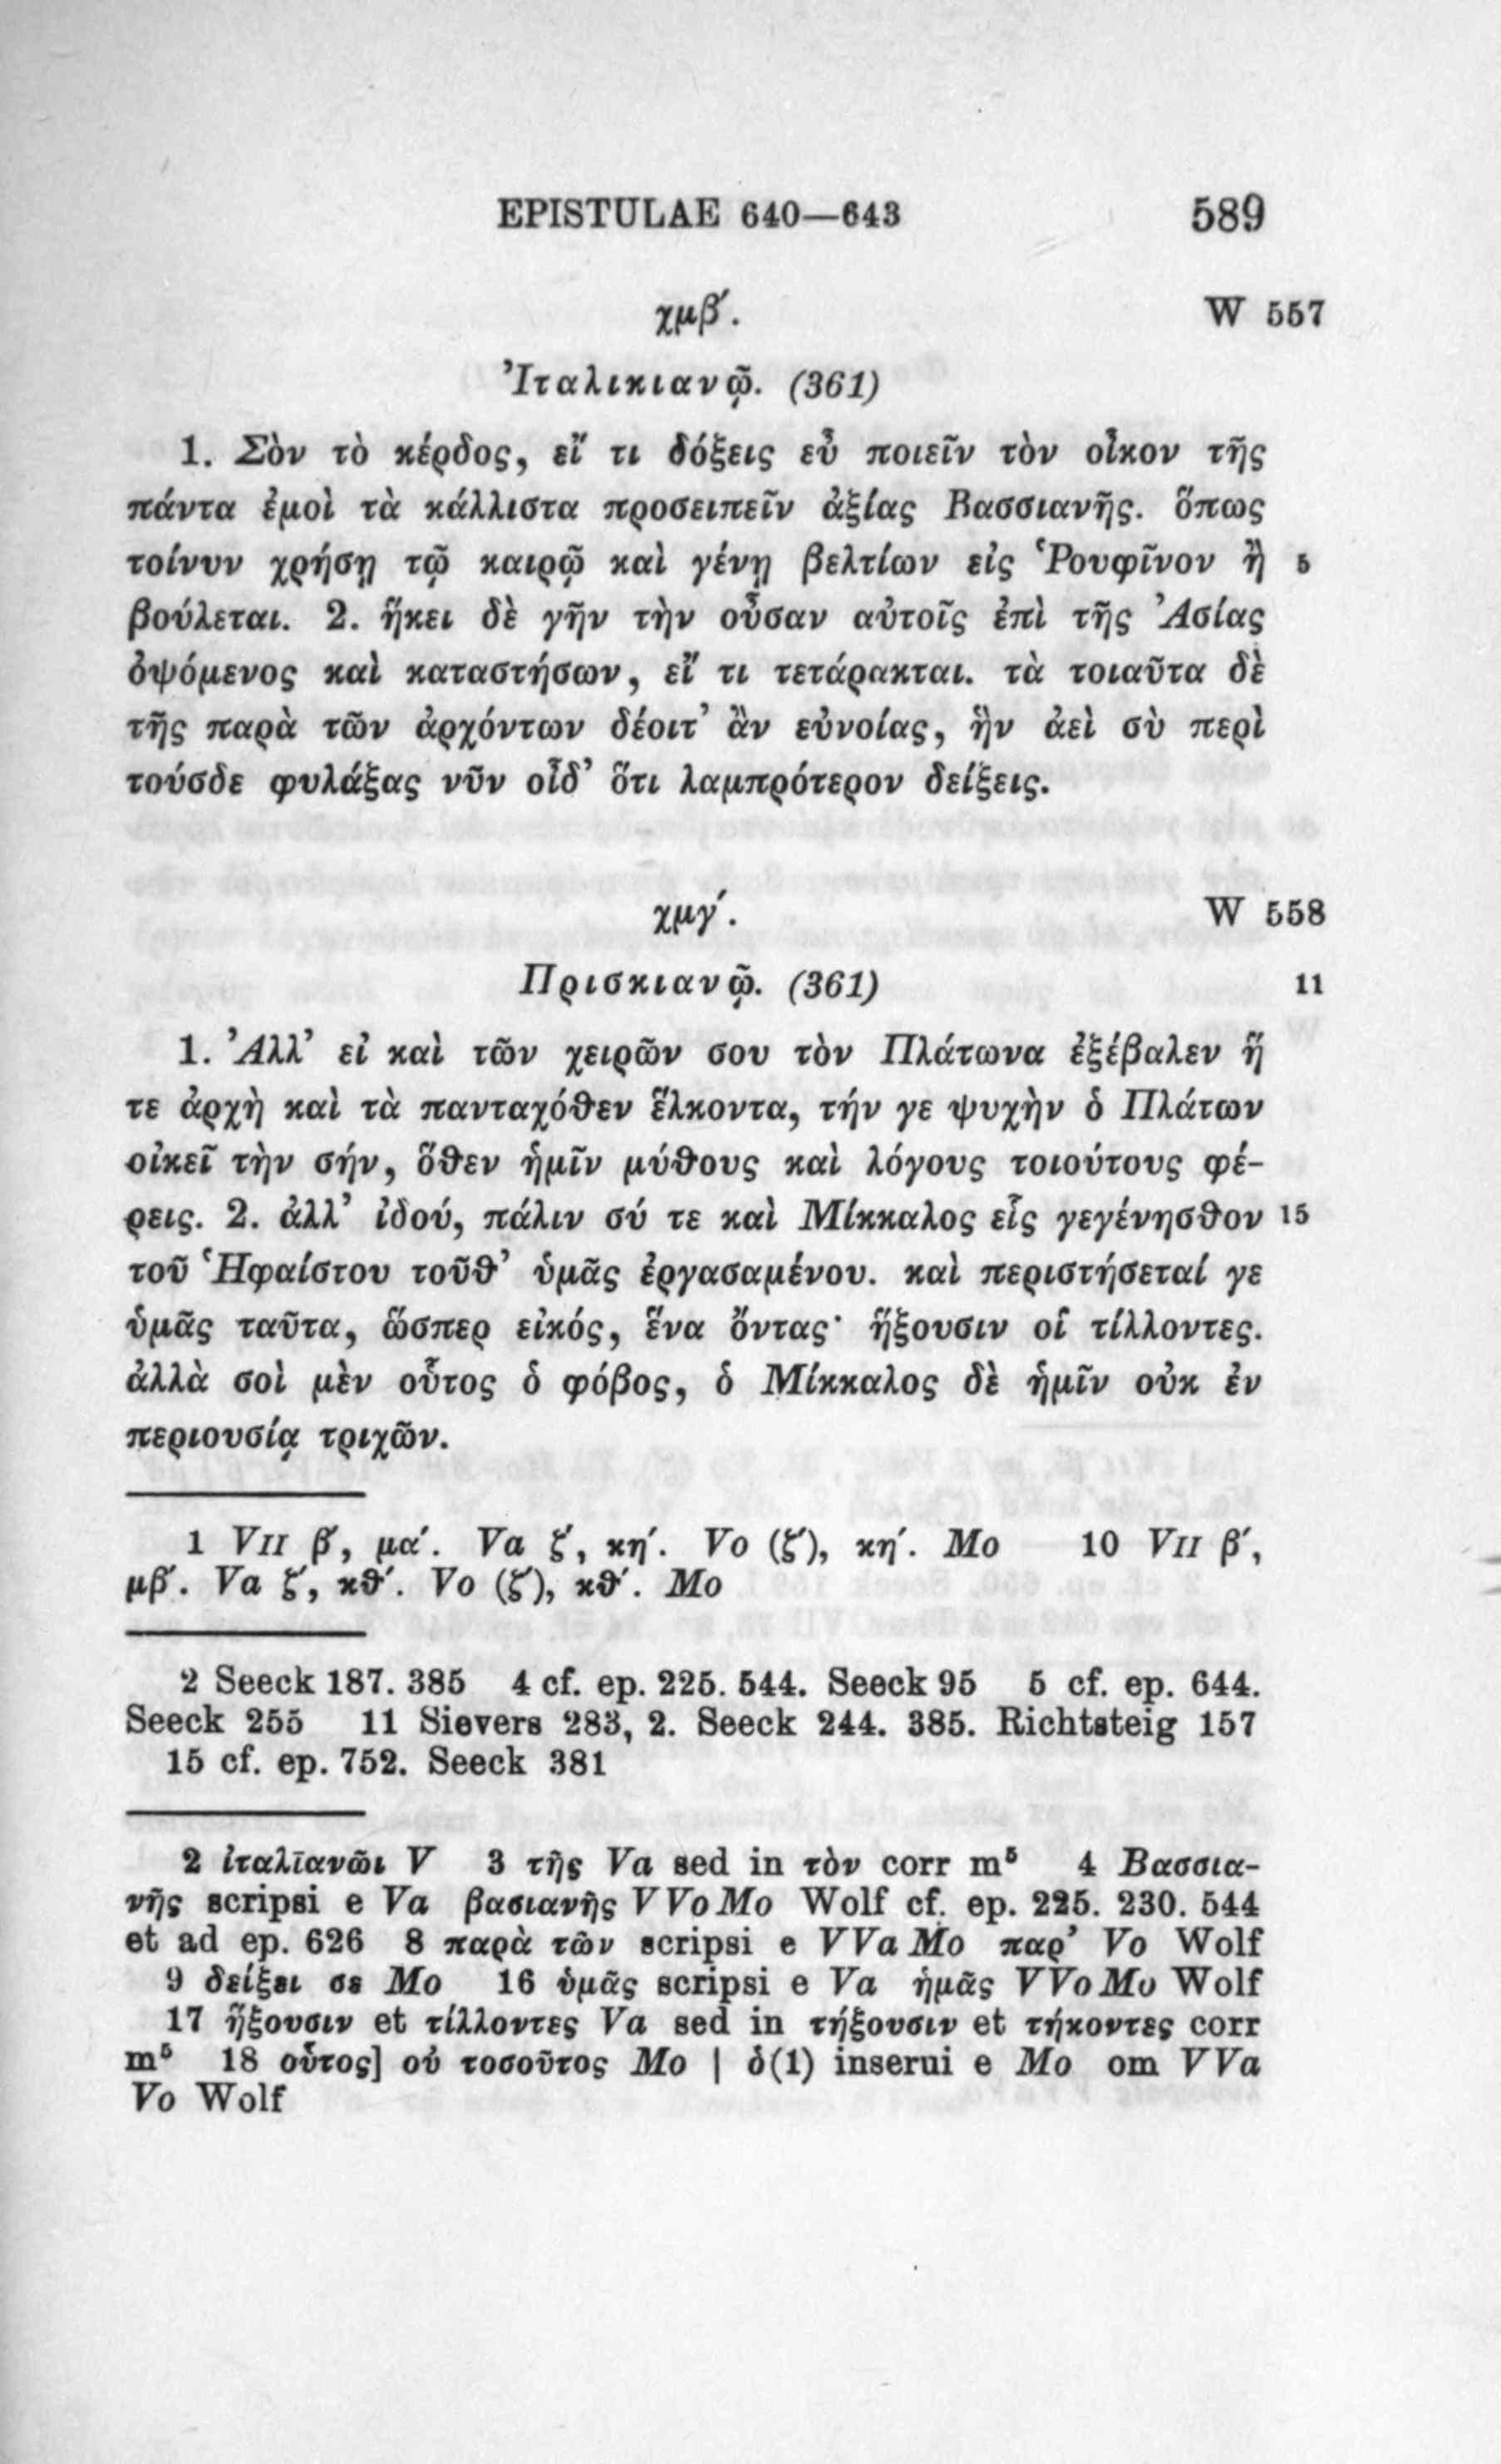 EPISTULAE 640—643 589
χμβ′. W 557
Ἰταλικιανῷ. (361)
1. Σὸν τὸ κέρδος, εἴ τι δόξεις εὖ ποιεῖν τὸν οἶκον τῆς
πάντα ἐμοὶ τὰ κάλλιστα προσειπεῖν ἀξίας Βασσιανῆς. ὅπως
τοίνυν χρήσῃ τῷ καιρῷ καὶ γένῃ βελτίων εἰς Ῥουφῖνον ἢ 5
βούλεται. 2. ἥκει δὲ γῆν τὴν οὖσαν αὐτοῖς ἐπὶ τῆς Ἀσίας
ὀψόμενος καὶ καταστήσων, εἴ τι τετάρακται. τὰ τοιαῦτα δὲ
τῆς παρὰ τῶν ἀρχόντων δέοιτ’ ἂν εὐνοίας, ἣν ἀεὶ σὺ περὶ
τούσδε φυλάξας νῦν οἶδ’ ὅτι λαμπρότερον δείξεις.
χμγ′. W 558
Πρισκιανῷ. (361) 11
1. Ἀλλ’ εἰ καὶ τῶν χειρῶν σου τὸν Πλάτωνα ἐξέβαλεν ἥ
τε ἀρχὴ καὶ τὰ πανταχόθεν ἕλκοντα, τήν γε ψυχὴν ὁ Πλάτων
οἰκεῖ τὴν σήν, ὅθεν ἡμῖν μύθους καὶ λόγους τοιούτους φέ-
ρεις. 2. ἀλλ’ ἰδού, πάλιν σύ τε καὶ Μίκκαλος εἷς γεγένησθον 15
τοῦ Ἡφαίστου τοῦθ’ ὑμᾶς ἐργασαμένου. καὶ περιστήσεταί γε
ὑμᾶς ταῦτα, ὥσπερ εἰκός, ἕνα ὄντας· ἥξουσιν οἱ τίλλοντες.
ἀλλὰ σοὶ μὲν οὗτος ὁ φόβος, ὁ Μίκκαλος δὲ ἡμῖν οὐκ ἐν
περιουσίᾳ τριχῶν.
1 VII β′, μα′. Va ζ′, κη′. Vo (ζ′), κη′. Mo 10 VII β′,
μβ′. Va ζ′, κθ′. Vo (ζ′), κθ′. Mo
2 Seeck 187. 385 4 cf. ep. 225. 544. Seeck 95 5 cf. ep. 644.
Seeck 255 11 Sievers 283, 2. Seeck 244. 385. Richtsteig 157
15 cf. ep. 752. Seeck 381
2 ἰταλῑανῶι V 3 τῆς Va sed in τὸν corr m⁵ 4 Βασσια-
νῆς scripsi e Va βασιανῆς V Vo Mo Wolf cf. ep. 225. 230. 544
et ad ep. 626 8 παρὰ τῶν scripsi e V Va Mo παρ’ Vo Wolf
9 δείξει σε Mo 16 ὑμᾶς scripsi e Va ἡμᾶς V Vo Mo Wolf
17 ἥξουσιν et τίλλοντες Va sed in τήξουσιν et τήκοντες corr
m⁵ 18 οὗτος] οὐ τοσοῦτος Mo | ὁ(1) inserui e Mo om V Va
Vo Wolf